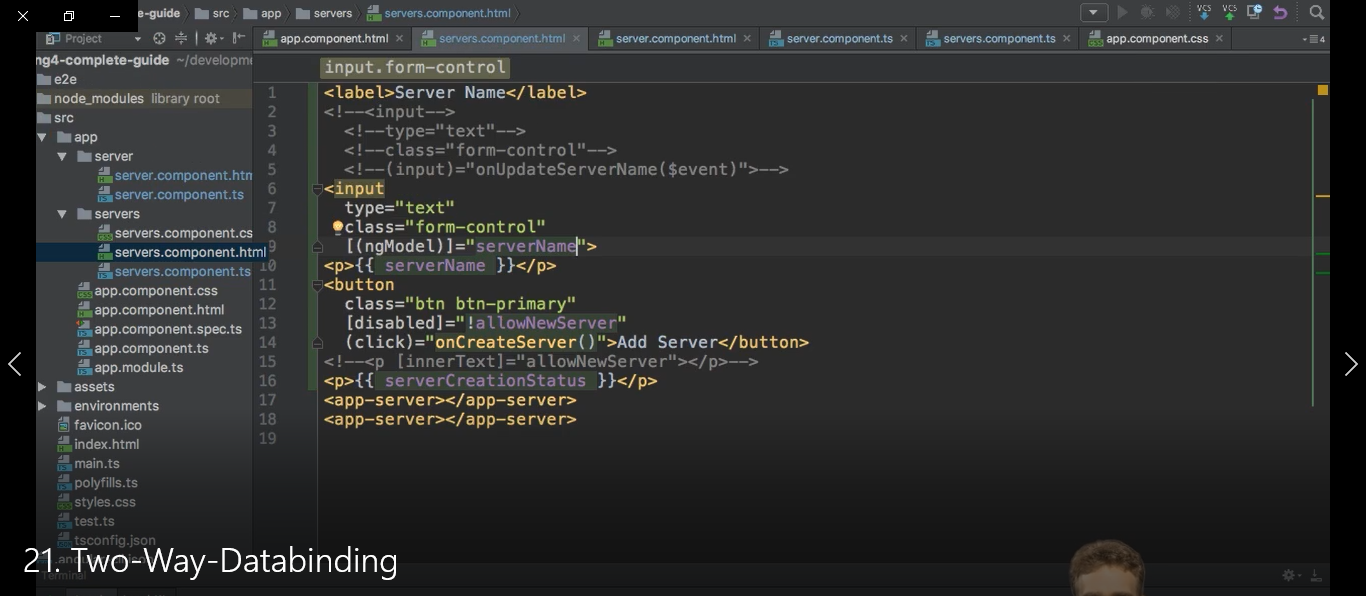 e-guide src app servers servers.component.html
Project
app.component.html servers.component.html server.component.html server.component.ts servers.component.ts app.component.css 4
ng4-complete-guide ~/developme
e2e
node_modules library root
src
app
server
server.component.htm
server.component.ts
servers
servers.component.cs
servers.component.html
servers.component.ts
app.component.css
app.component.html
app.component.spec.ts
app.component.ts
app.module.ts
assets
environments
favicon.ico
index.html
main.ts
polyfills.ts
styles.css
test.ts
tsconfig.json
input.form-control
1 <label>Server Name</label>
2 <!--<input-->
3 <!--type="text"-->
4 <!--class="form-control"-->
5 <!--(input)="onUpdateServerName($event)">-->
6 <input
7 type="text"
8 class="form-control"
9 [(ngModel)]="serverName">
10 <p>{{ serverName }}</p>
11 <button
12 class="btn btn-primary"
13 [disabled]="!allowNewServer"
14 (click)="onCreateServer()">Add Server</button>
15 <!--<p [innerText]="allowNewServer"></p>-->
16 <p>{{ serverCreationStatus }}</p>
17 <app-server></app-server>
18 <app-server></app-server>
19
VCS VCS
21. Two-Way-Databinding
Terminal